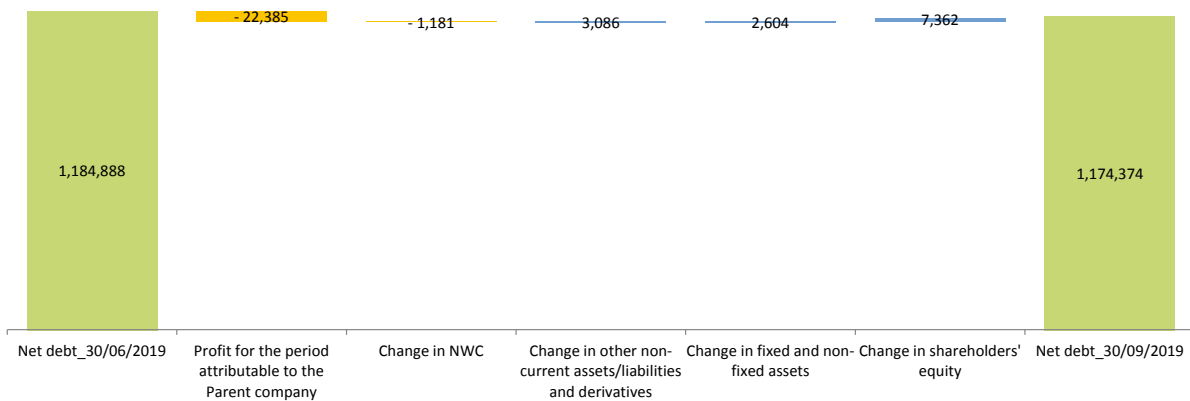 - 22,385
- 1,181
3,086
2,604
7,362
1,184,888
1,174,374
Net debt_30/06/2019
Profit for the period
attributable to the
Parent company
Change in NWC
Change in other non-
current assets/liabilities
and derivatives
Change in fixed and non-
fixed assets
Change in shareholders'
equity
Net debt_30/09/2019